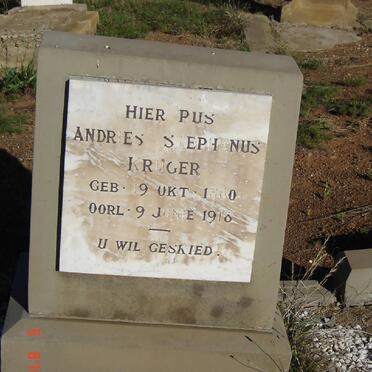 HIER RUS
ANDRIES STEPHANUS
KRUGER
GEB. 19 OKT.
OORL. 9 JUNIE 1916
U WIL GESKIED.